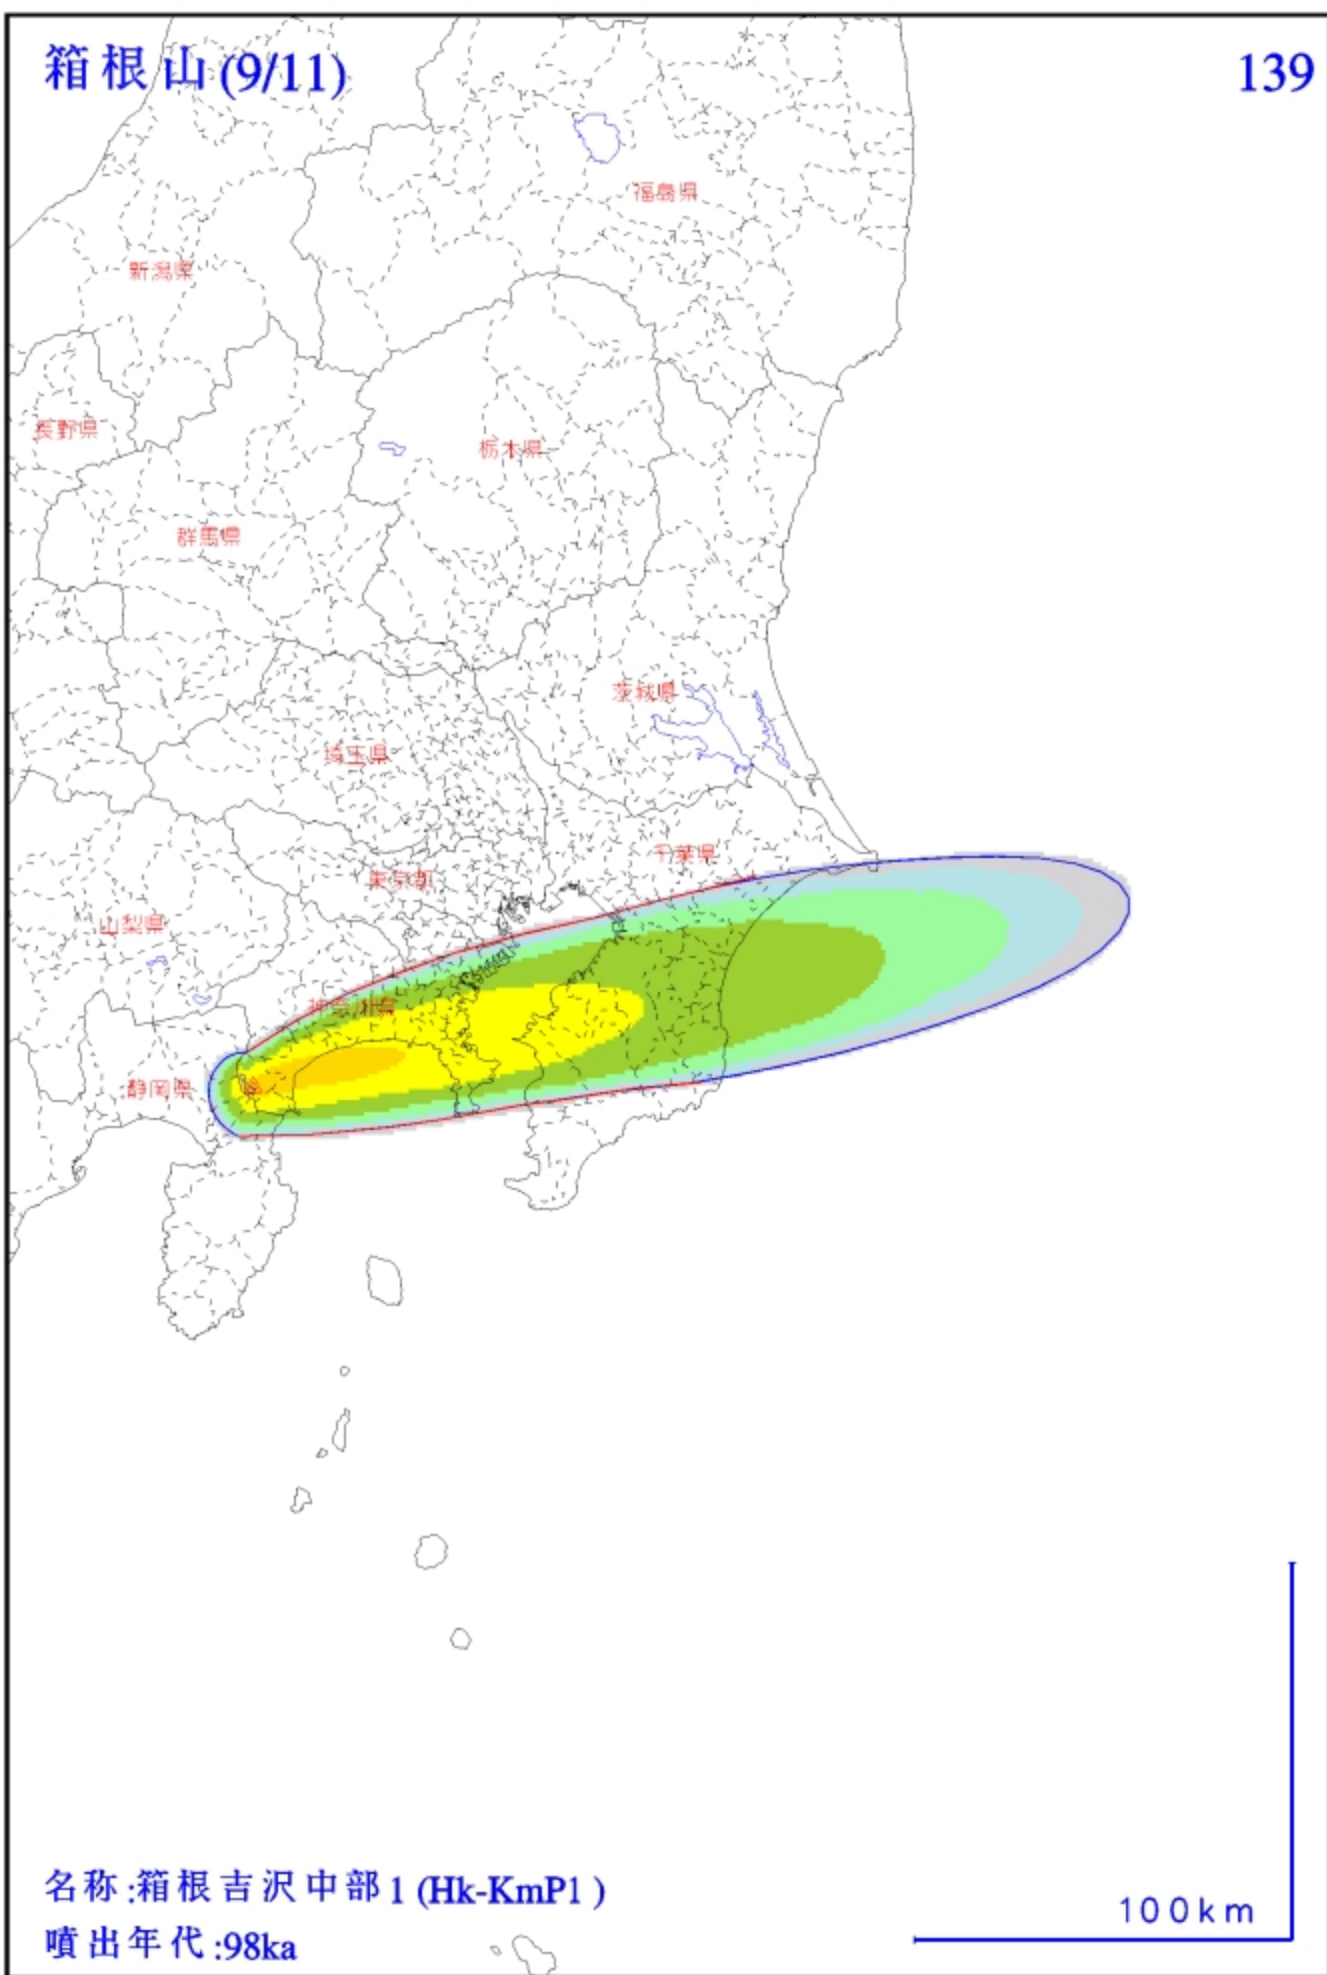 箱根山(9/11)
139
福島県
新潟県
長野県
栃木県
群馬県
茨城県
埼玉県
千葉県
東京都
山梨県
神奈川県
静岡県
名称:箱根吉沢中部1 (Hk-KmP1 )
噴出年代:98ka
100km